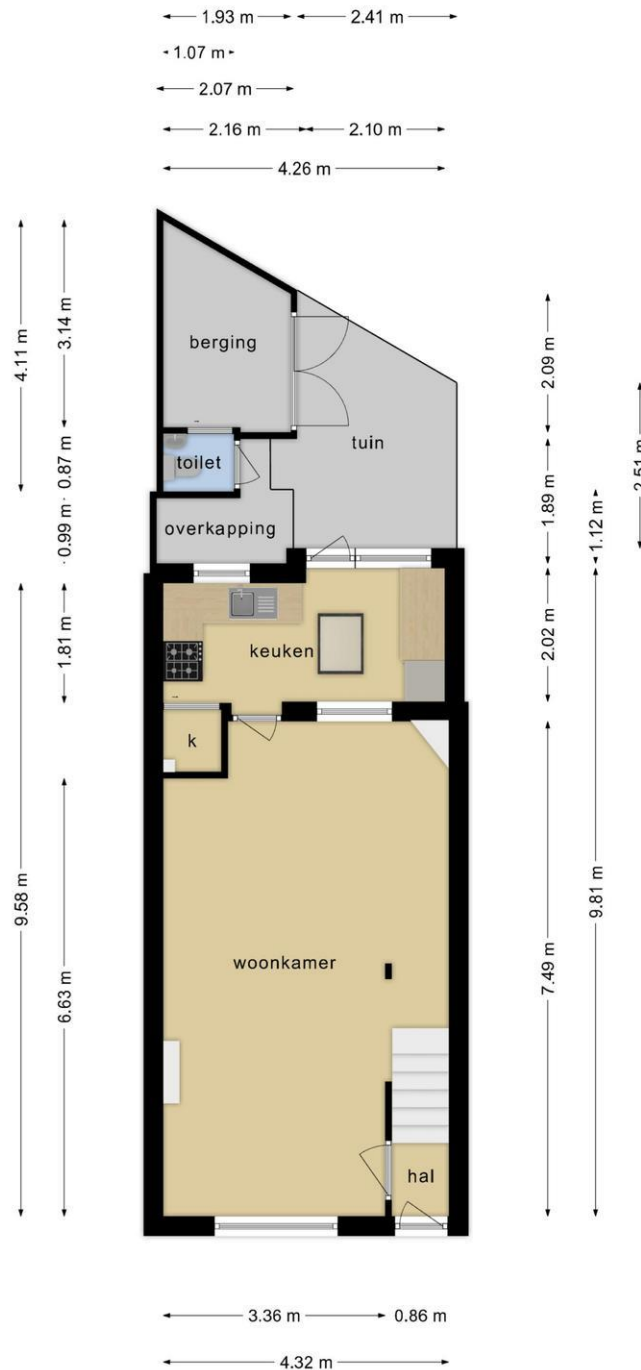 1.93 m
2.41 m
1.07 m
2.07 m
2.16 m
2.10 m
4.26 m
4.11 m
3.14 m
0.87 m
0.99 m
2.09 m
1.89 m
2.51 m
1.12 m
berging
tuin
toilet
overkapping
keuken
k
1.81 m
2.02 m
9.58 m
6.63 m
woonkamer
7.49 m
9.81 m
hal
3.36 m
0.86 m
4.32 m